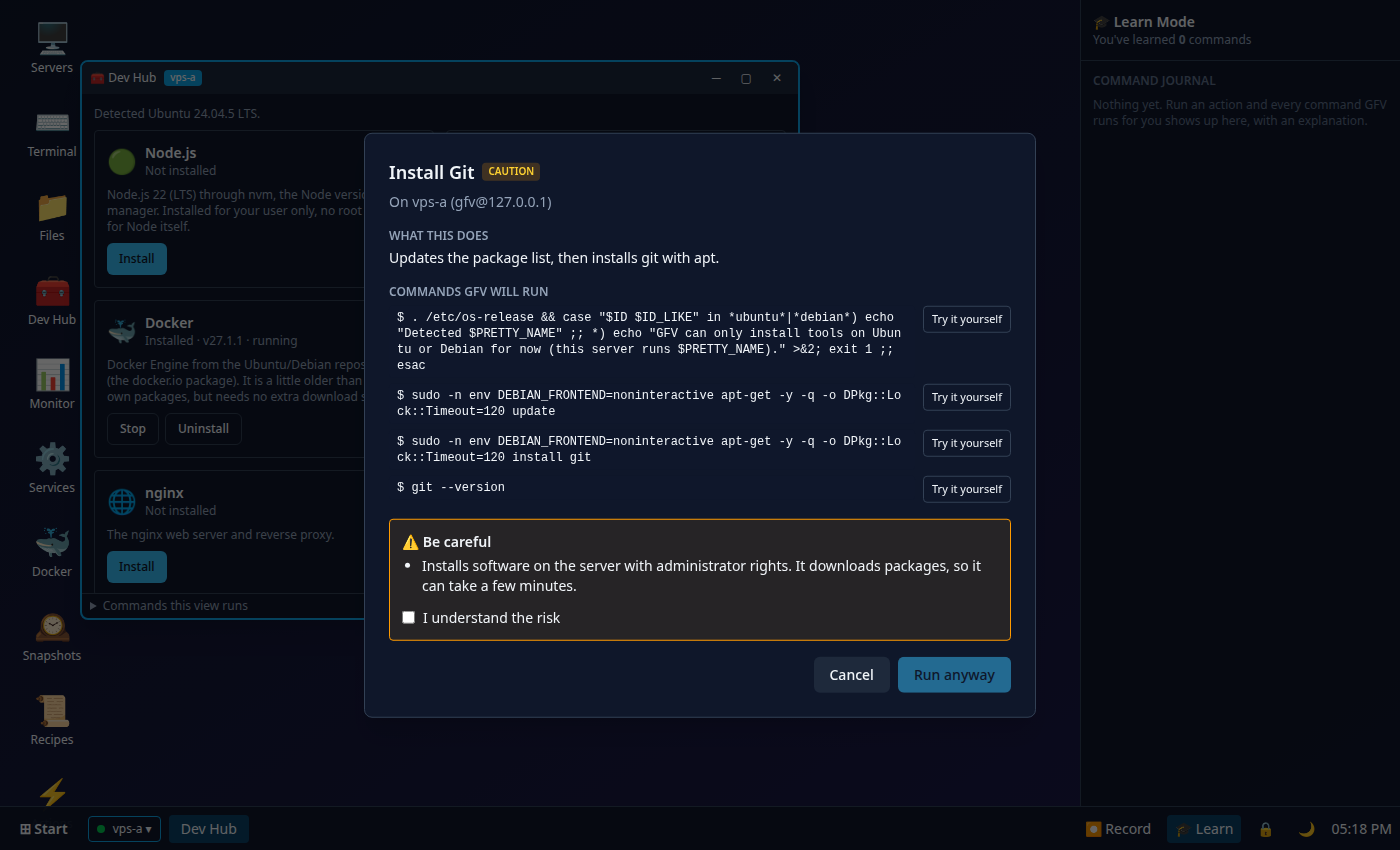 Servers
Terminal
Files
Dev Hub
Monitor
Services
Docker
Snapshots
Recipes
Dev Hub vps-a
Detected Ubuntu 24.04.5 LTS.
Node.js
Not installed
Node.js 22 (LTS) through nvm, the Node
manager. Installed for your user only, no root
for Node itself.
Install
Docker
Installed · v27.1.1 · running
Docker Engine from the Ubuntu/Debian
(the docker.io package). It is a little older than
own packages, but needs no extra download
Stop
Uninstall
nginx
Not installed
The nginx web server and reverse proxy.
Install
Commands this view runs
Install Git CAUTION
On vps-a (gfv@127.0.0.1)
WHAT THIS DOES
Updates the package list, then installs git with apt.
COMMANDS GFV WILL RUN
$ . /etc/os-release && case "$ID $ID_LIKE" in *ubuntu*|*debian*) echo
"Detected $PRETTY_NAME" ;; *) echo "GFV can only install tools on Ubun
tu or Debian for now (this server runs $PRETTY_NAME)." >&2; exit 1 ;;
esac
Try it yourself
$ sudo -n env DEBIAN_FRONTEND=noninteractive apt-get -y -q -o DPkg::Lo
ck::Timeout=120 update
Try it yourself
$ sudo -n env DEBIAN_FRONTEND=noninteractive apt-get -y -q -o DPkg::Lo
ck::Timeout=120 install git
Try it yourself
$ git --version
Try it yourself
Be careful
Installs software on the server with administrator rights. It downloads packages, so it
can take a few minutes.
I understand the risk
Cancel
Run anyway
Learn Mode
You've learned 0 commands
COMMAND JOURNAL
Nothing yet. Run an action and every command GFV
runs for you shows up here, with an explanation.
Start
vps-a
Dev Hub
Record
Learn
05:18 PM